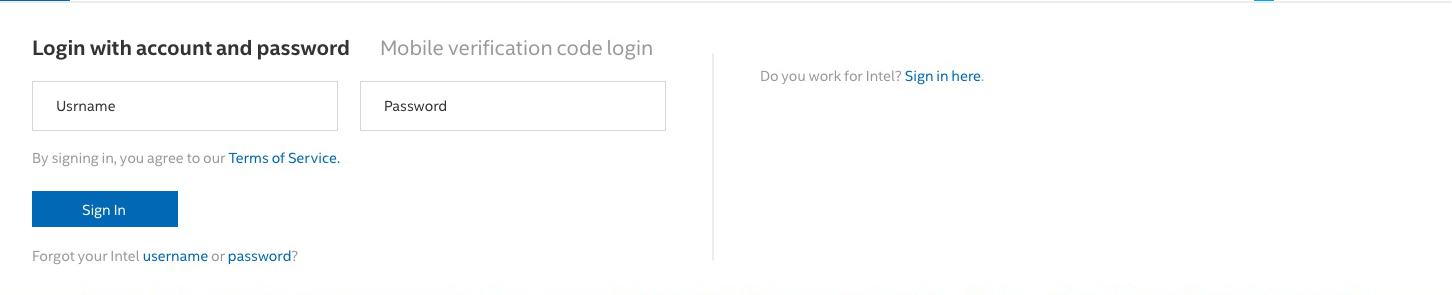 Login with account and password Mobile verification code login
Do you work for Intel? Sign in here.
Usrname Password
By signing in, you agree to our Terms of Service.
Sign In
Forgot your Intel username or password?